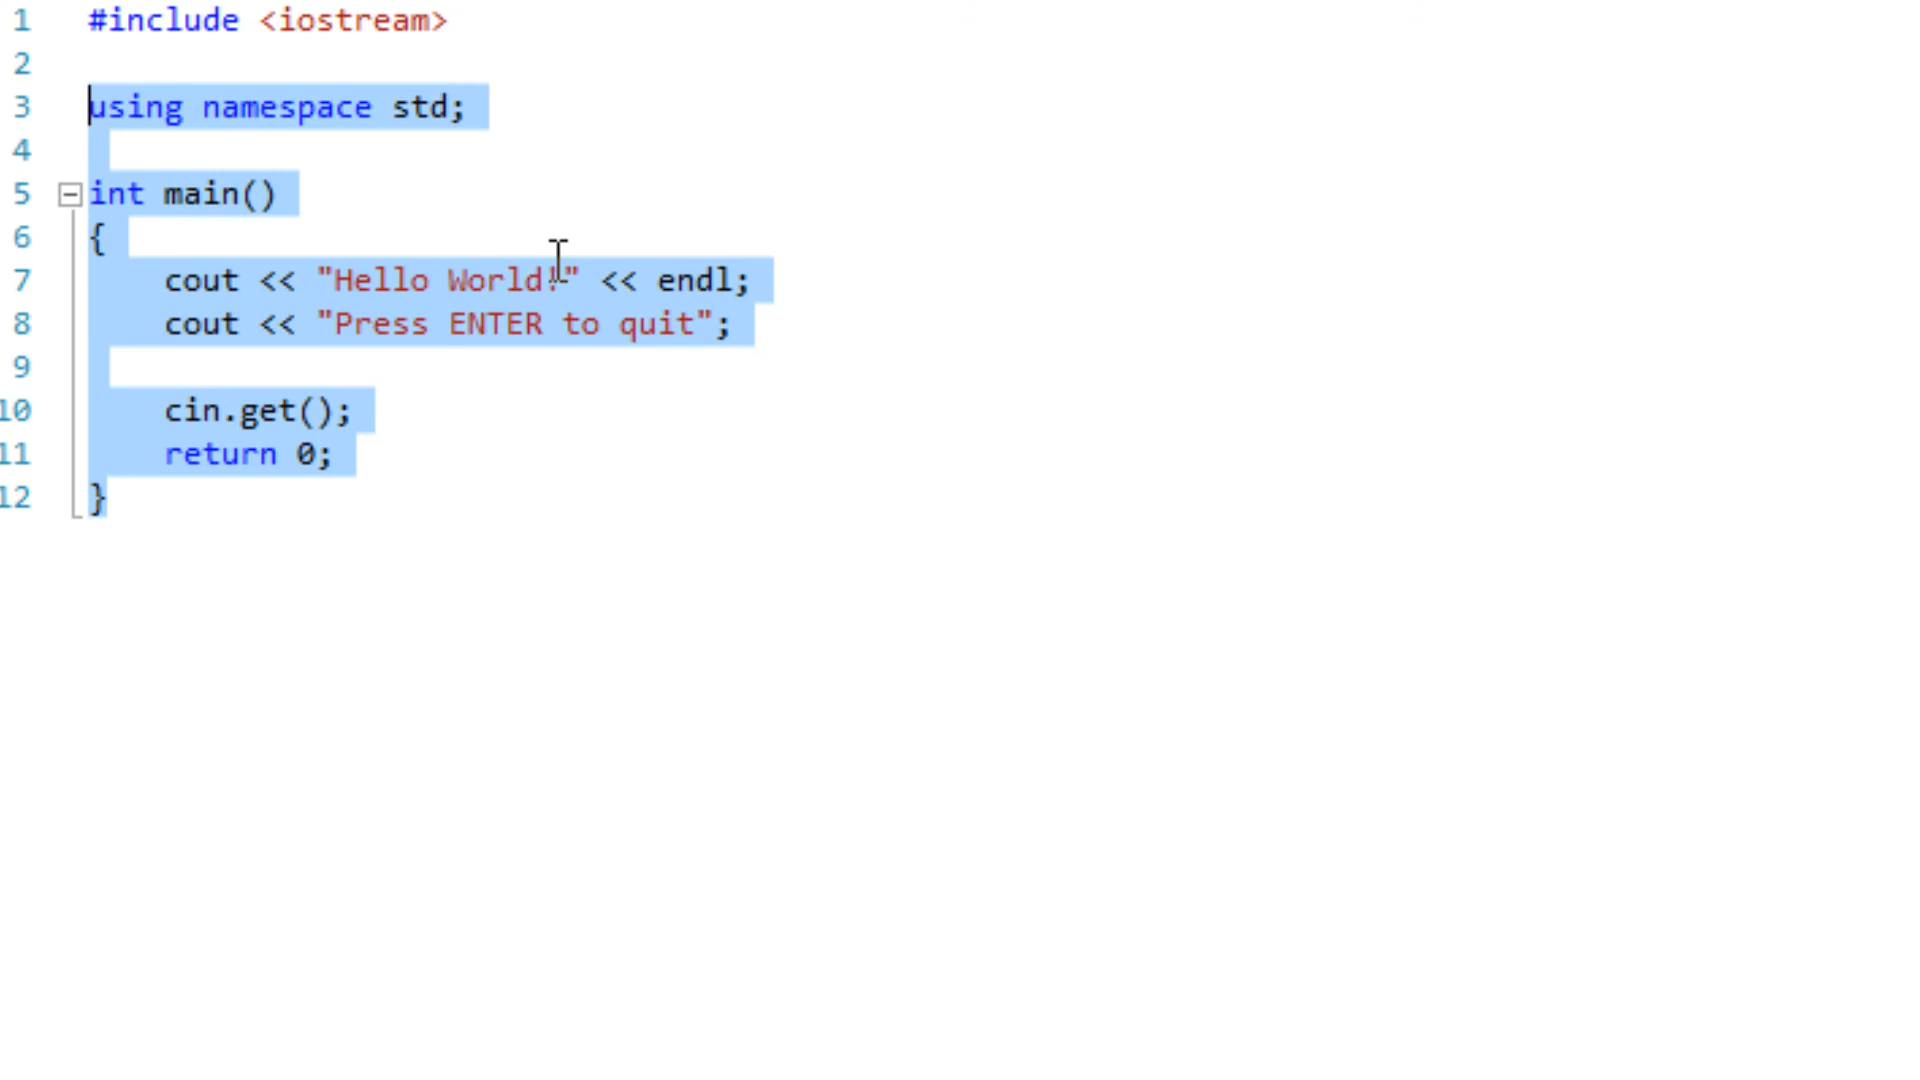 1 #include <iostream>
2
3 using namespace std;
4
5 int main()
6 {
7     cout << "Hello World!" << endl;
8     cout << "Press ENTER to quit";
9
10     cin.get();
11     return 0;
12 }